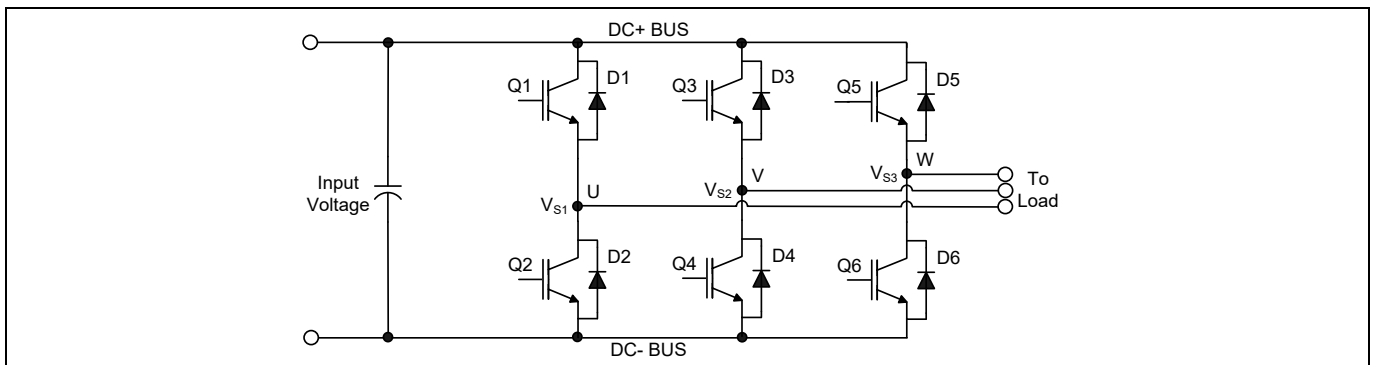 DC+ BUS
Q1
D1
Q3
D3
Q5
D5
Input
Voltage
W
V
U
VS3
VS2
VS1
To
Load
Q2
D2
Q4
D4
Q6
D6
DC- BUS